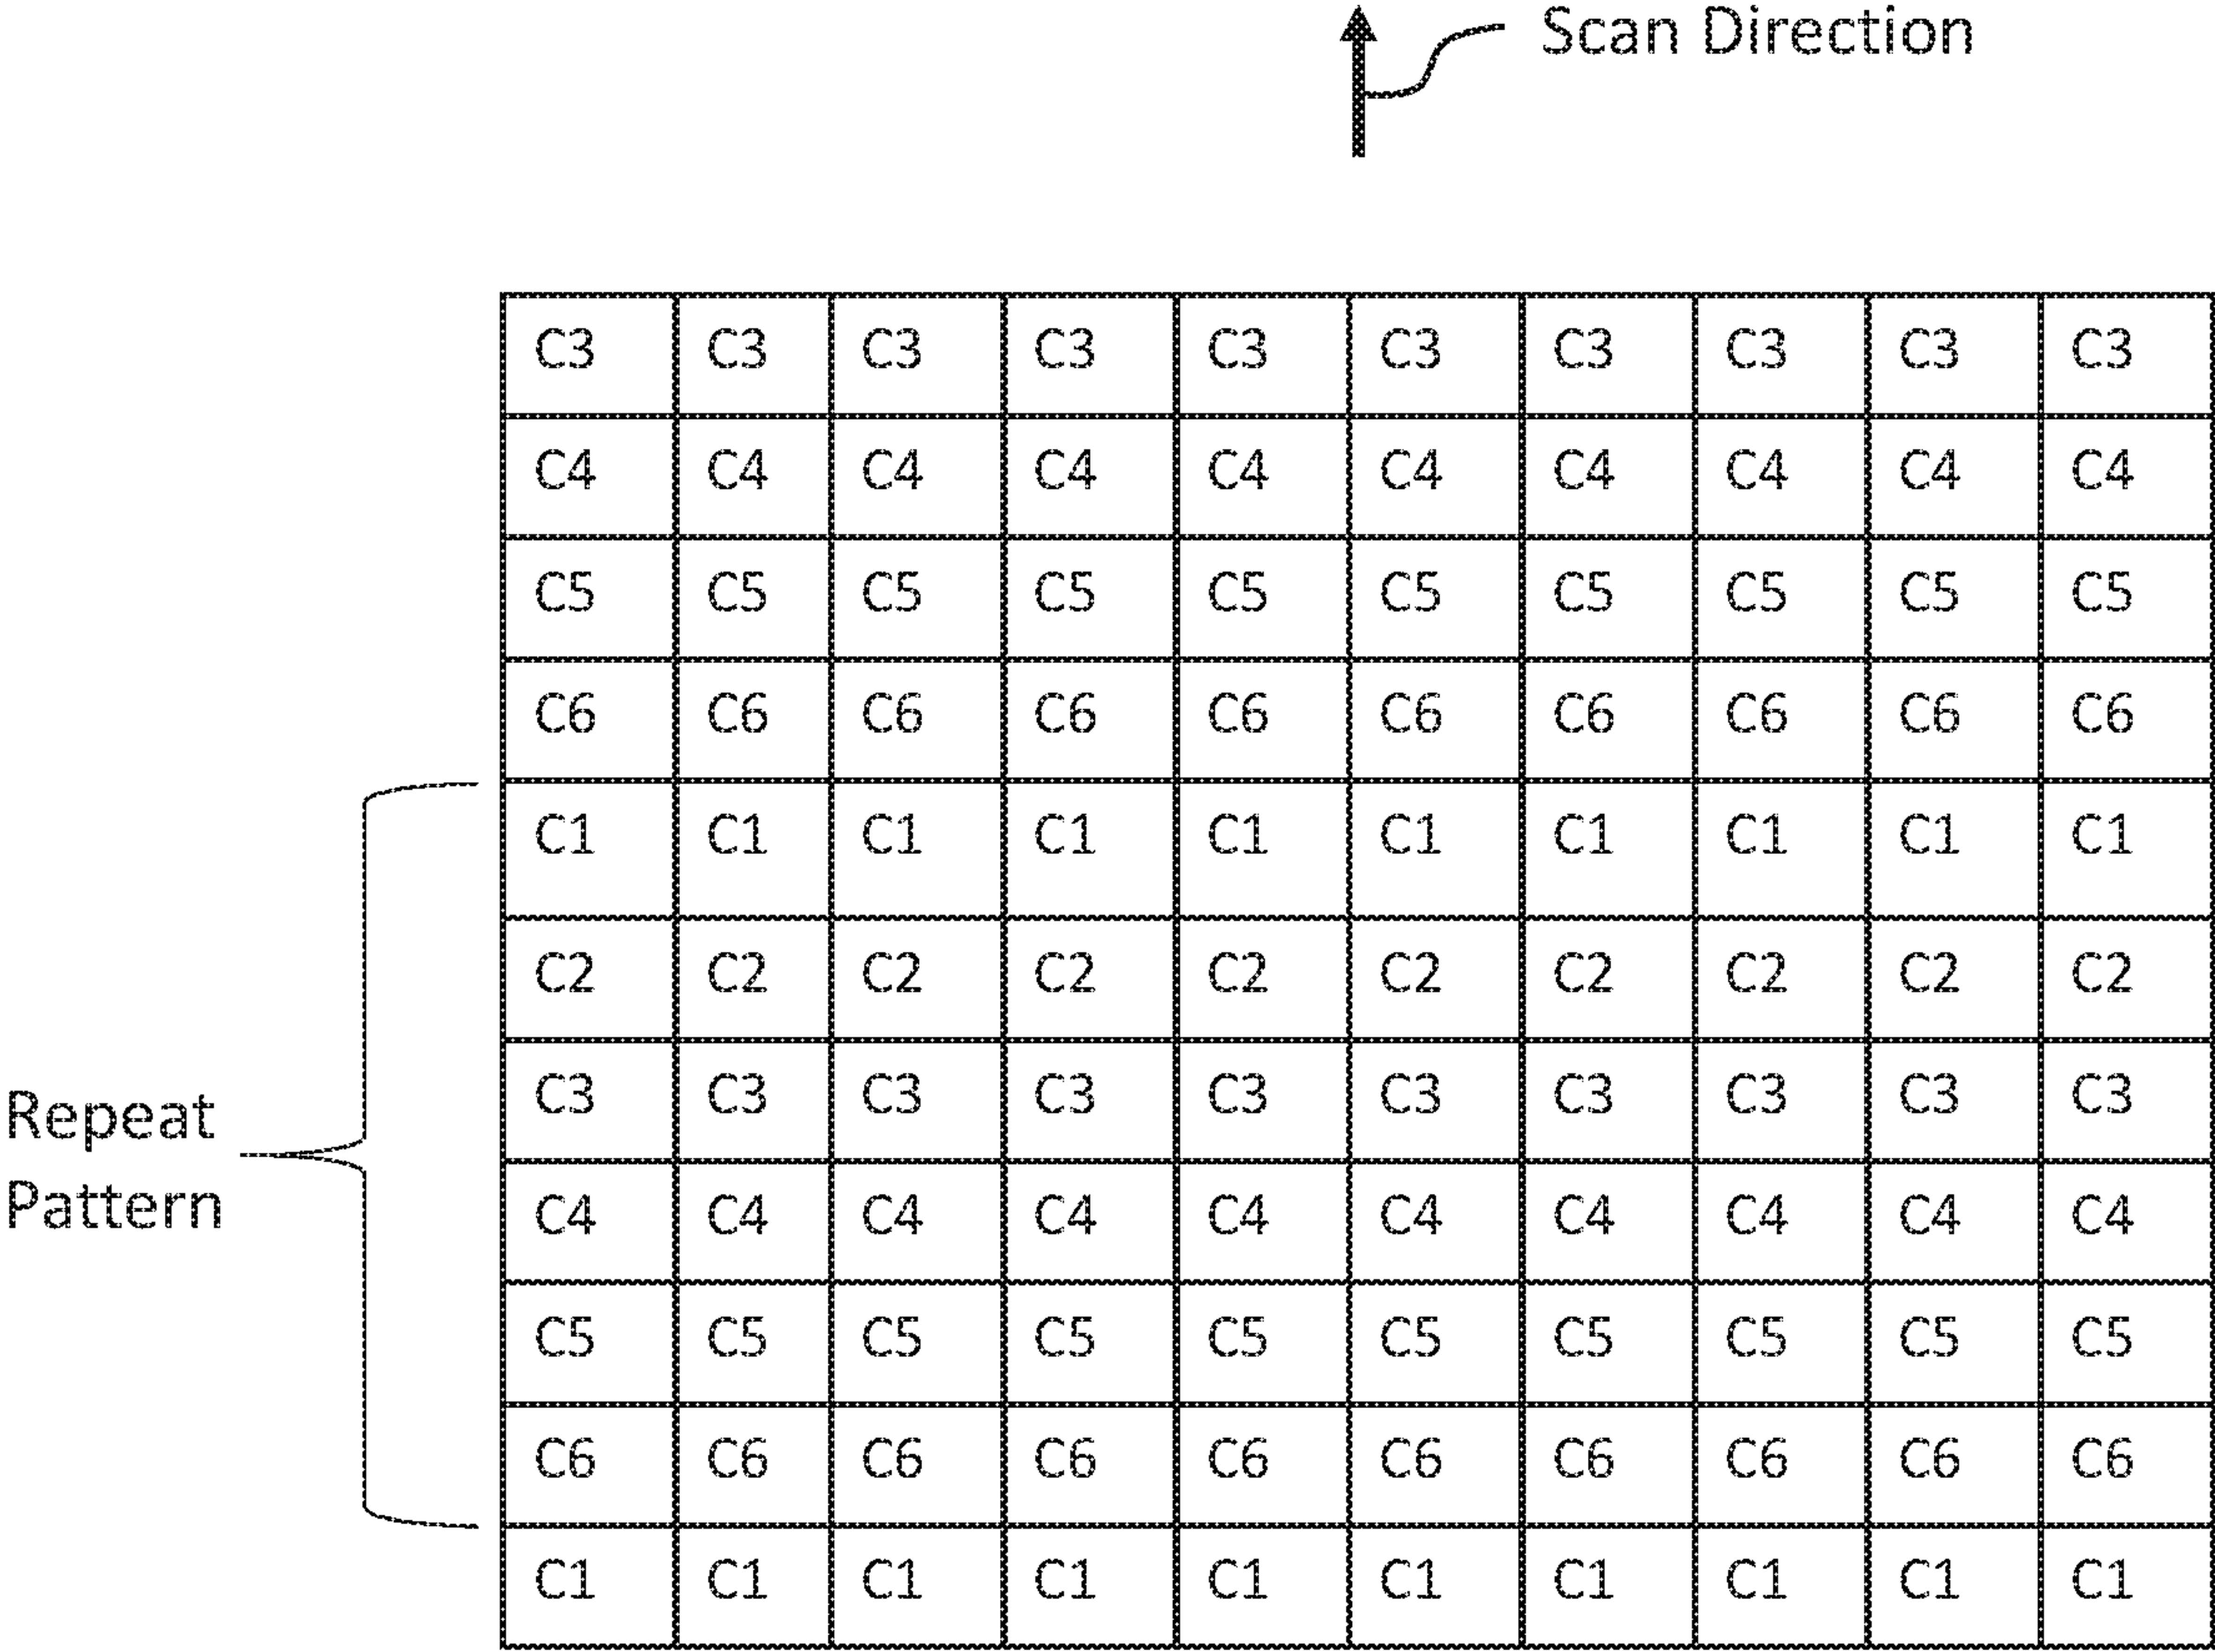 Scan Direction
C3 C3 C3 C3 C3 C3 C3 C3 C3 C3
C4 C4 C4 C4 C4 C4 C4 C4 C4 C4
C5 C5 C5 C5 C5 C5 C5 C5 C5 C5
C6 C6 C6 C6 C6 C6 C6 C6 C6 C6
C1 C1 C1 C1 C1 C1 C1 C1 C1 C1
C2 C2 C2 C2 C2 C2 C2 C2 C2 C2
C3 C3 C3 C3 C3 C3 C3 C3 C3 C3
Repeat
Pattern
C4 C4 C4 C4 C4 C4 C4 C4 C4 C4
C5 C5 C5 C5 C5 C5 C5 C5 C5 C5
C6 C6 C6 C6 C6 C6 C6 C6 C6 C6
C1 C1 C1 C1 C1 C1 C1 C1 C1 C1